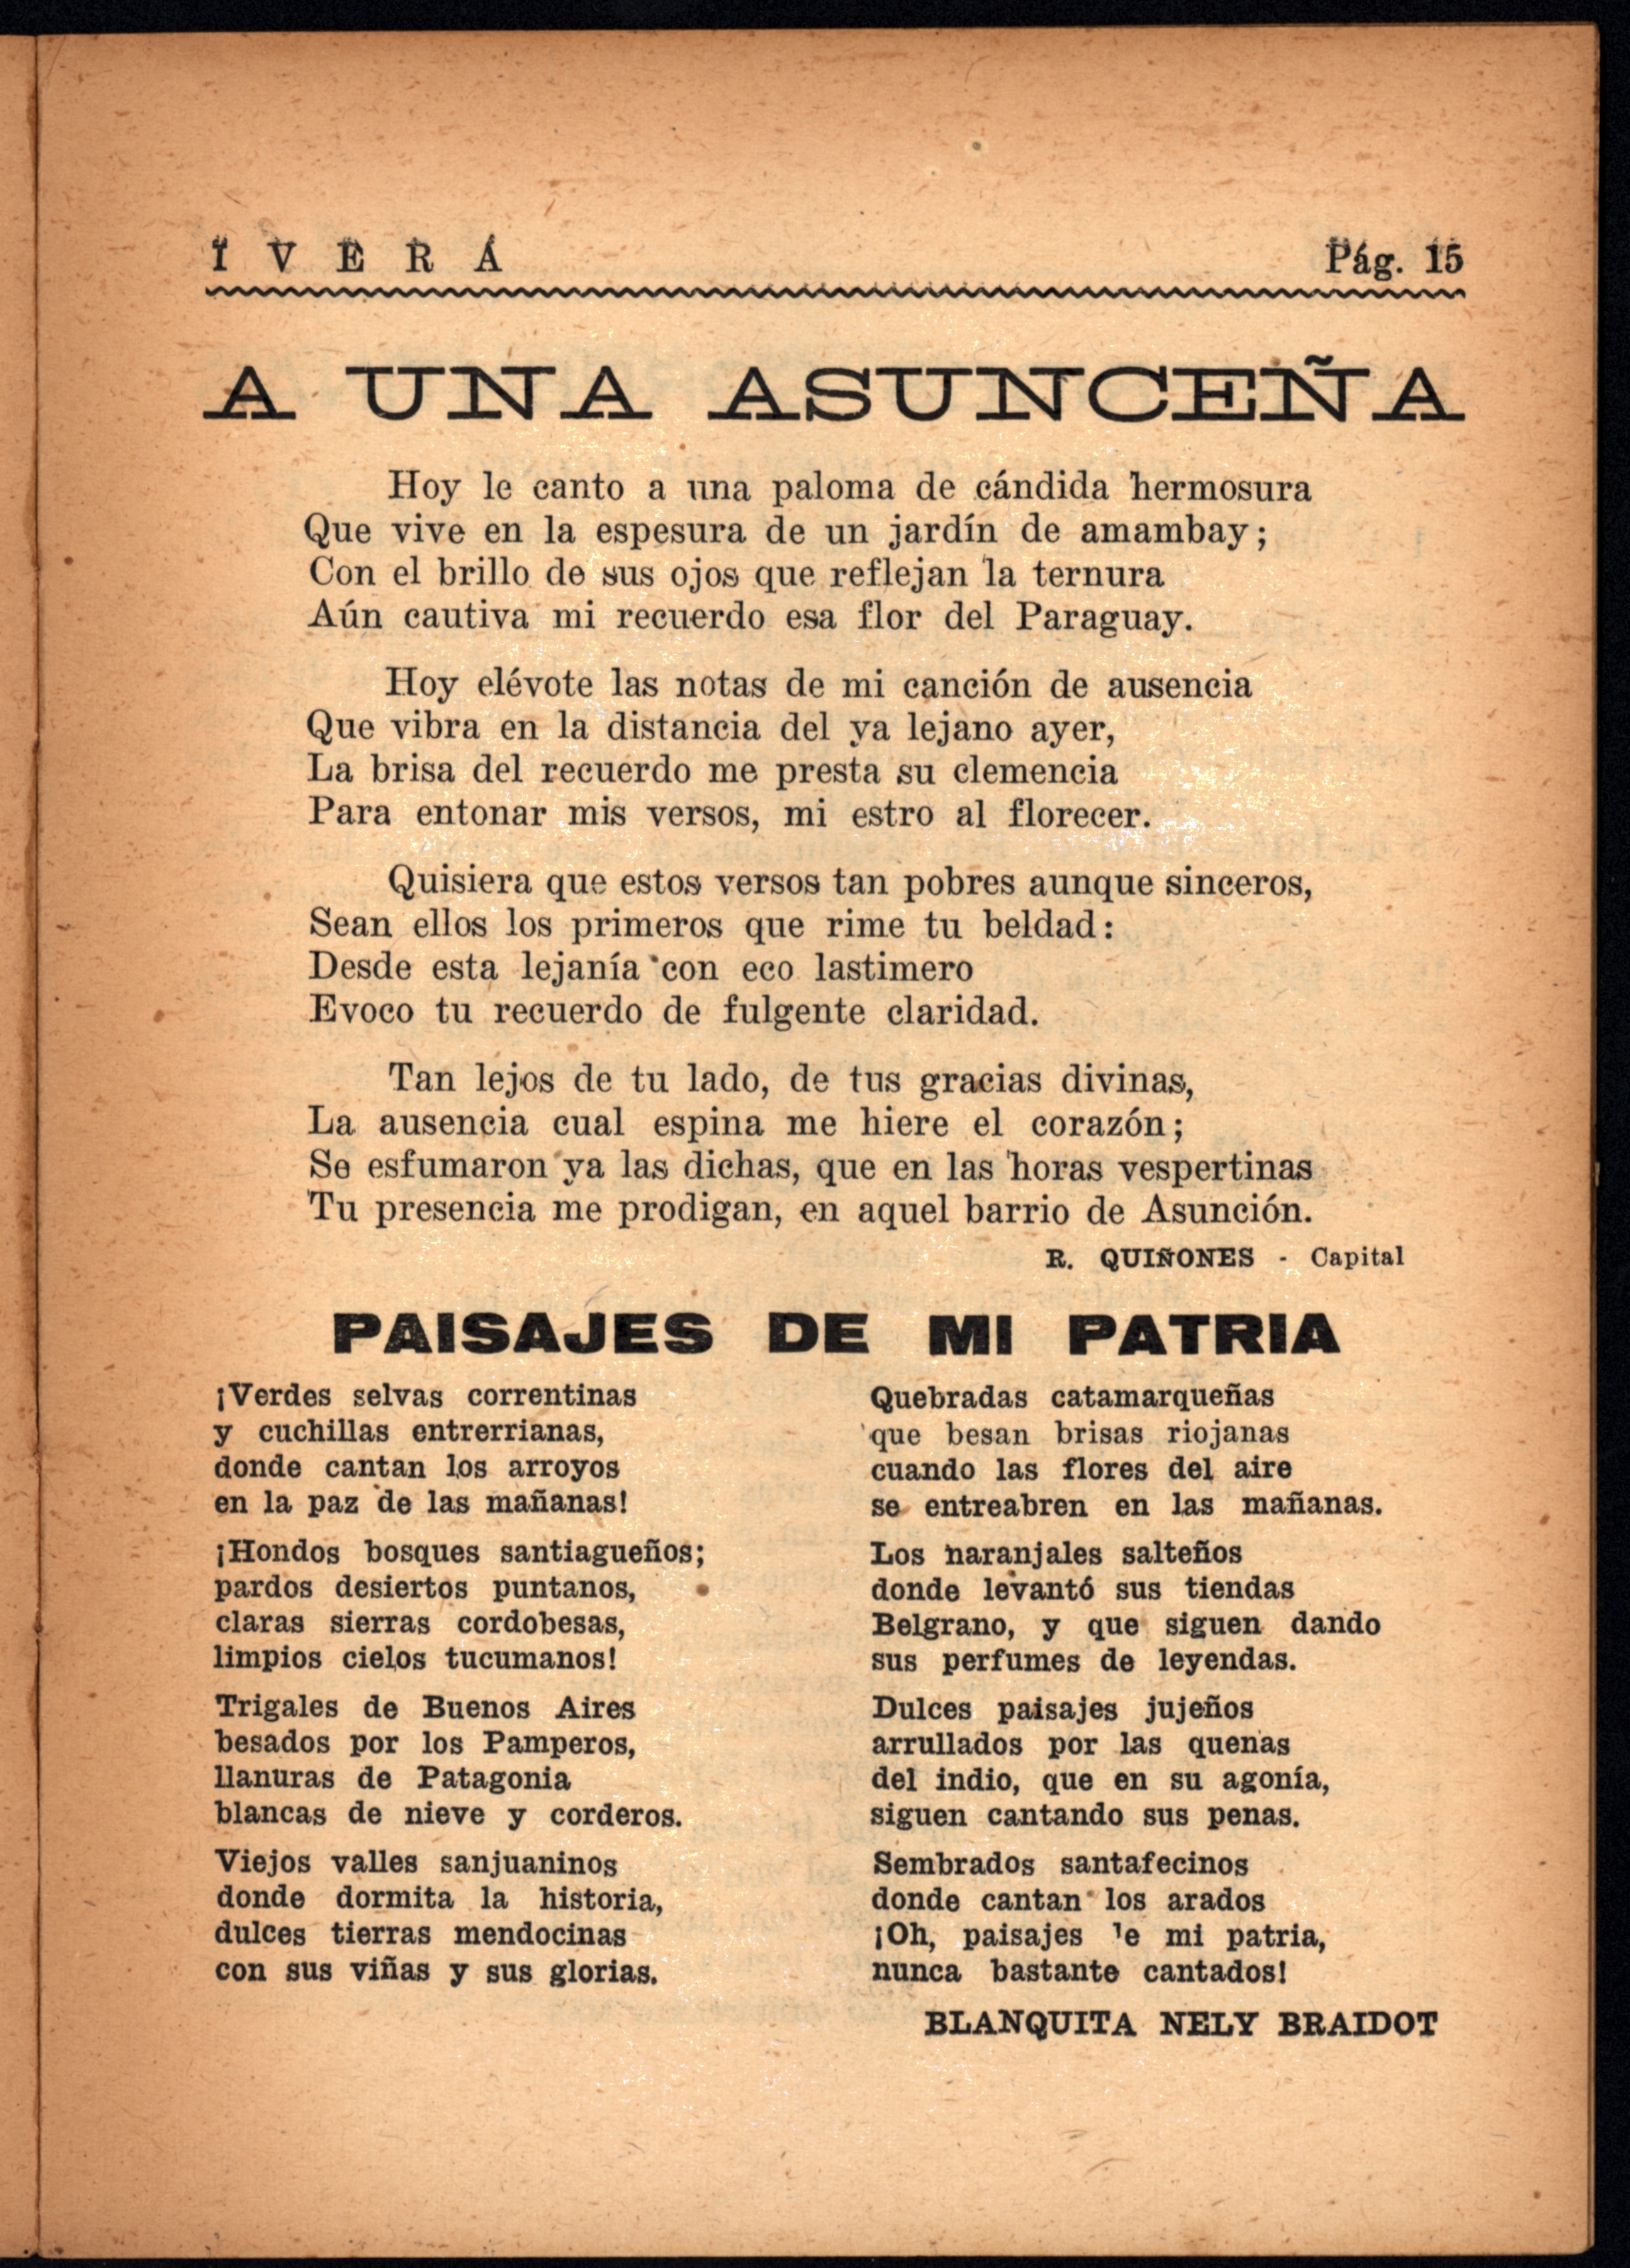 IVERÁ
Pág. 15
A UNA ASUNCEÑA
Hoy le canto a una paloma de cándida hermosura
Que vive en la espesura de un jardín de amambay;
Con el brillo de sus ojos que reflejan la ternura
Aún cautiva mi recuerdo esa flor del Paraguay.
Hoy elévote las notas de mi canción de ausencia
Que vibra en la distancia del ya lejano ayer,
La brisa del recuerdo me presta su clemencia
Para entonar mis versos, mi estro al florecer.
Quisiera que estos versos tan pobres aunque sinceros,
Sean ellos los primeros que rime tu beldad:
Desde esta lejanía con eco lastimero
Evoco tu recuerdo de fulgente claridad.
Tan lejos de tu lado, de tus gracias divinas,
La ausencia cual espina me hiere el corazón;
Se esfumaron ya las dichas, que en las horas vespertinas
Tu presencia me prodigan, en aquel barrio de Asunción.
R. QUIÑONES - Capital
PAISAJES DE MI PATRIA
¡Verdes selvas correntinas
y cuchillas entrerrianas,
donde cantan los arroyos
en la paz de las mañanas!
¡Hondos bosques santiagueños;
pardos desiertos puntanos,
claras sierras cordobesas,
limpios cielos tucumanos!
Trigales de Buenos Aires
besados por los Pamperos,
llanuras de Patagonia
blancas de nieve y corderos.
Viejos valles sanjuaninos
donde dormita la historia,
dulces tierras mendocinas
con sus viñas y sus glorias.
Quebradas catamarqueñas
que besan brisas riojanas
cuando las flores del aire
se entreabren en las mañanas.
Los naranjales salteños
donde levantó sus tiendas
Belgrano, y que siguen dando
sus perfumes de leyendas.
Dulces paisajes jujeños
arrullados por las quenas
del indio, que en su agonía,
siguen cantando sus penas.
Sembrados santafecinos
donde cantan los arados
¡Oh, paisajes 'e mi patria,
nunca bastante cantados!
BLANQUITA NELY BRAIDOT